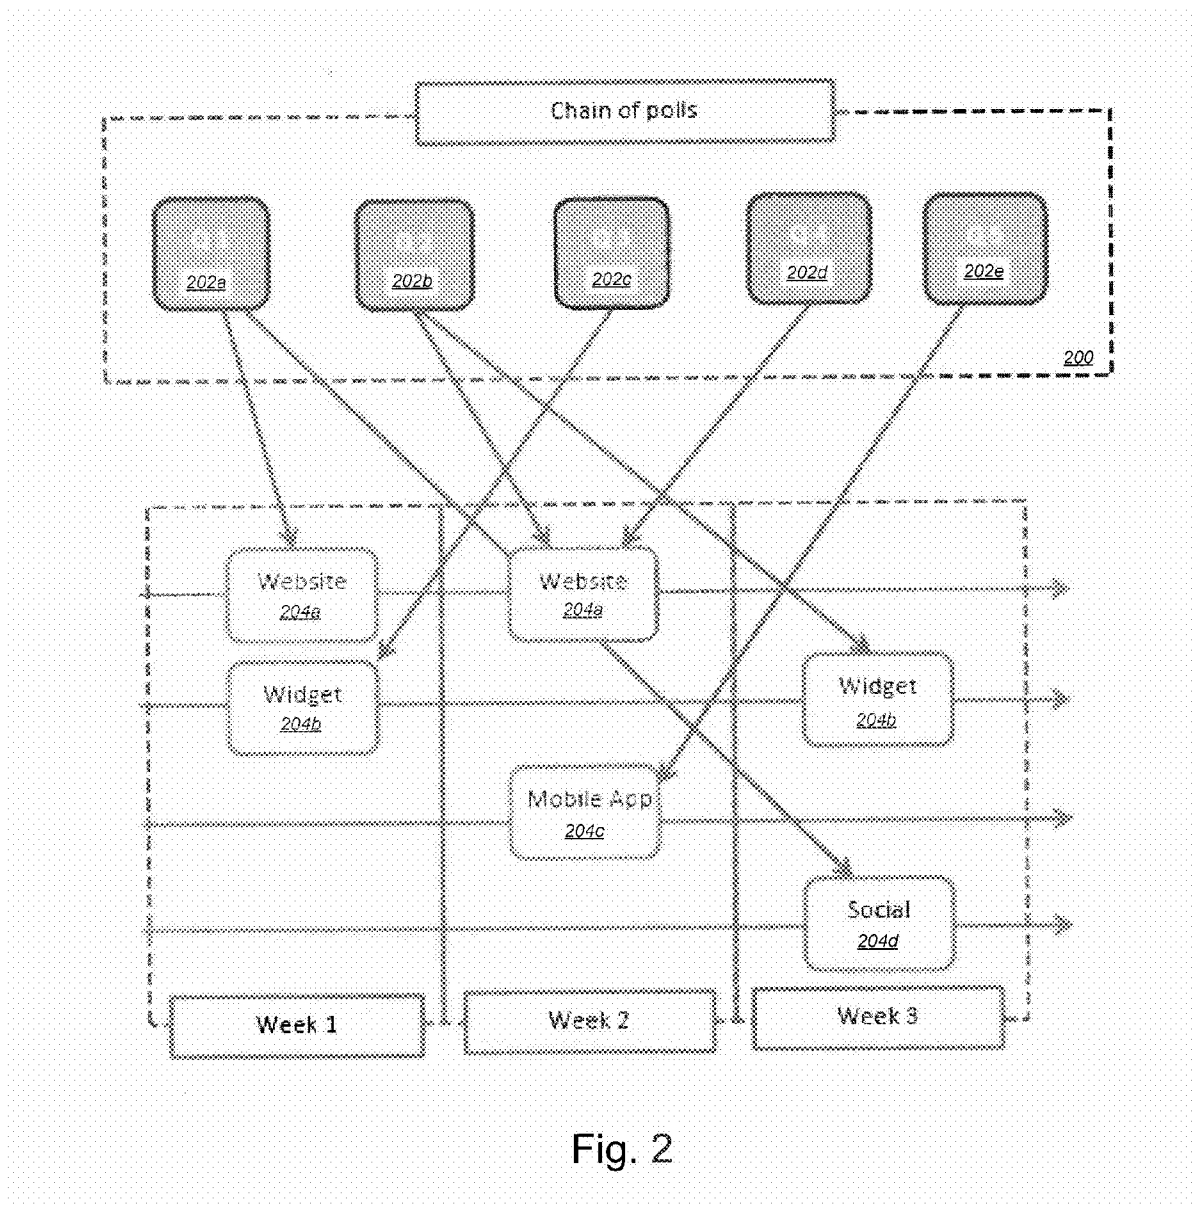 Chain of polls
202a
202b
202c
202d
202e
200
Website
204a
Website
204a
Widget
204b
Widget
204b
Mobile App
204c
Social
204d
Week 1
Week 2
Week 3
Fig. 2